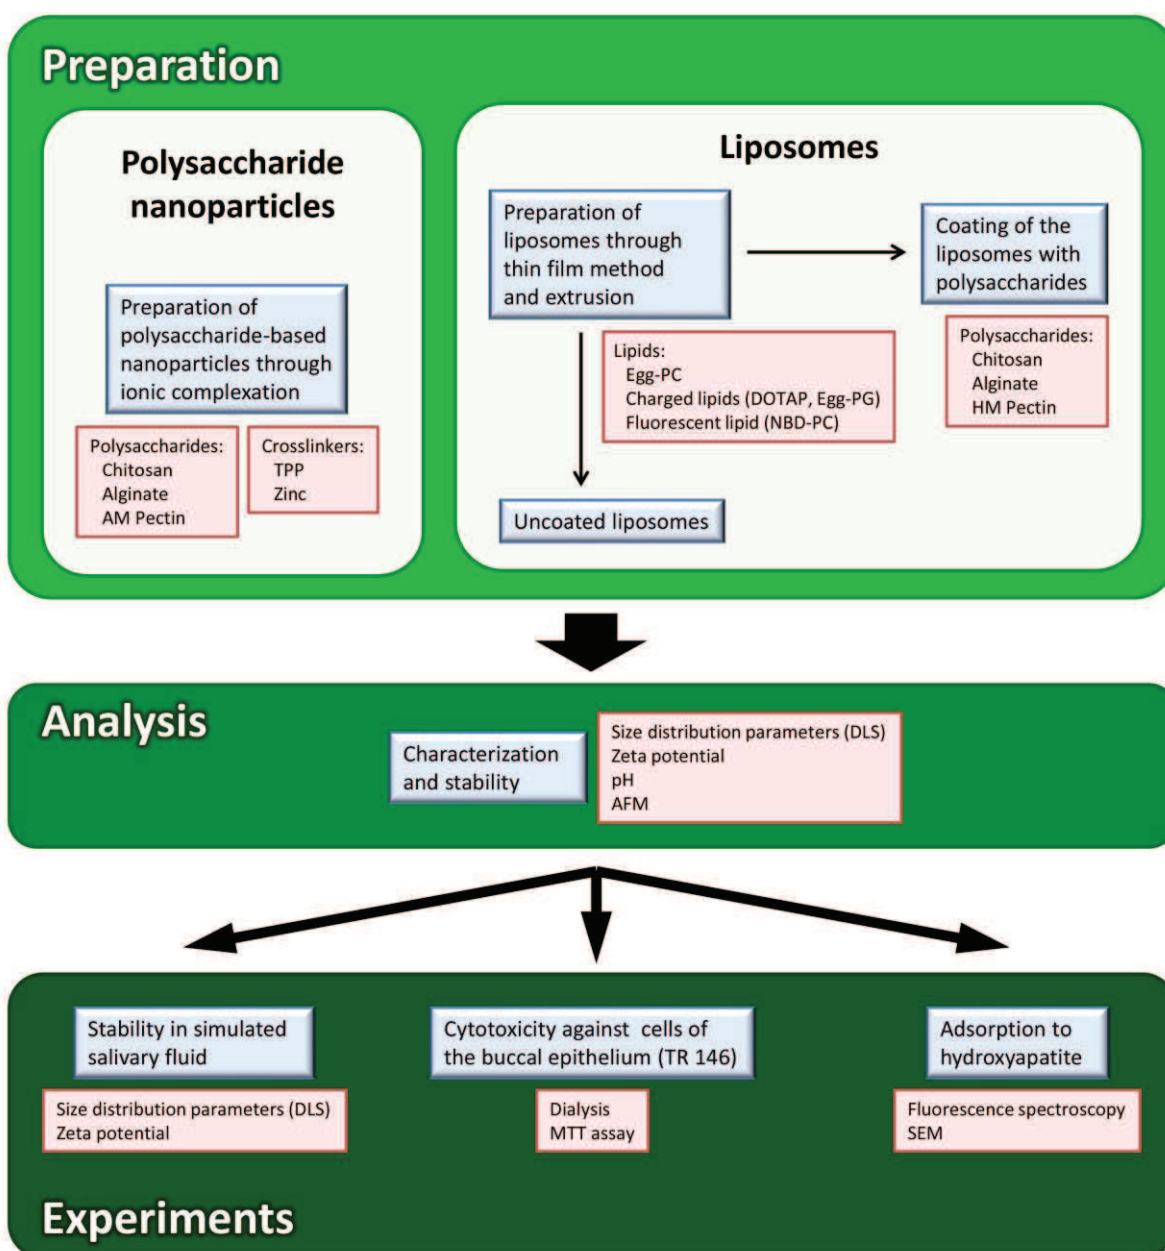 Preparation
Polysaccharide
nanoparticles
Preparation of
polysaccharide-based
nanoparticles through
ionic complexation
Polysaccharides:
Chitosan
Alginate
AM Pectin
Crosslinkers:
TPP
Zinc
Liposomes
Preparation of
liposomes through
thin film method
and extrusion
Coating of the
liposomes with
polysaccharides
Lipids:
Egg-PC
Charged lipids (DOTAP, Egg-PG)
Fluorescent lipid (NBD-PC)
Polysaccharides:
Chitosan
Alginate
HM Pectin
Uncoated liposomes
Analysis
Characterization
and stability
Size distribution parameters (DLS)
Zeta potential
pH
AFM
Stability in simulated
salivary fluid
Size distribution parameters (DLS)
Zeta potential
Cytotoxicity against cells of
the buccal epithelium (TR 146)
Dialysis
MTT assay
Adsorption to
hydroxyapatite
Fluorescence spectroscopy
SEM
Experiments